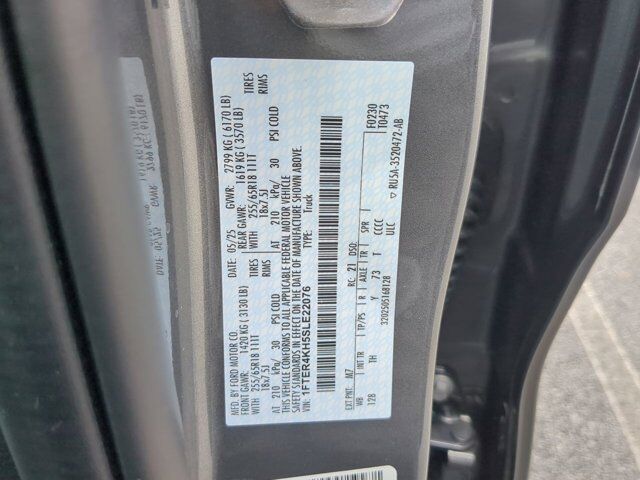 MFD. BY FORD MOTOR CO.
DATE: 05/25 GVWR: 2799 KG ( 6170 LB)
FRONT GAWR: 1420 KG ( 3130 LB) REAR GAWR: 1619 KG ( 3570 LB)
WITH 255/65R18 111T TIRES WITH 255/65R18 111T TIRES
18x7.5J RIMS 18x7.5J RIMS
AT 210 kPa/ 30 PSI COLD AT 210 kPa/ 30 PSI COLD
THIS VEHICLE CONFORMS TO ALL APPLICABLE FEDERAL MOTOR VEHICLE
SAFETY STANDARDS IN EFFECT ON THE DATE OF MANUFACTURE SHOWN ABOVE.
VIN: 1FTER4KH5SLE22076
TYPE: Truck
F0230
T0473
EXT PNT: M7 RC: 21 DSO:
WB INT TR TP/PS R AXLE TR SPR
128 TH Y 73 T CCCC
ULC
3202505168128
▽ RU5A-3520472-AB